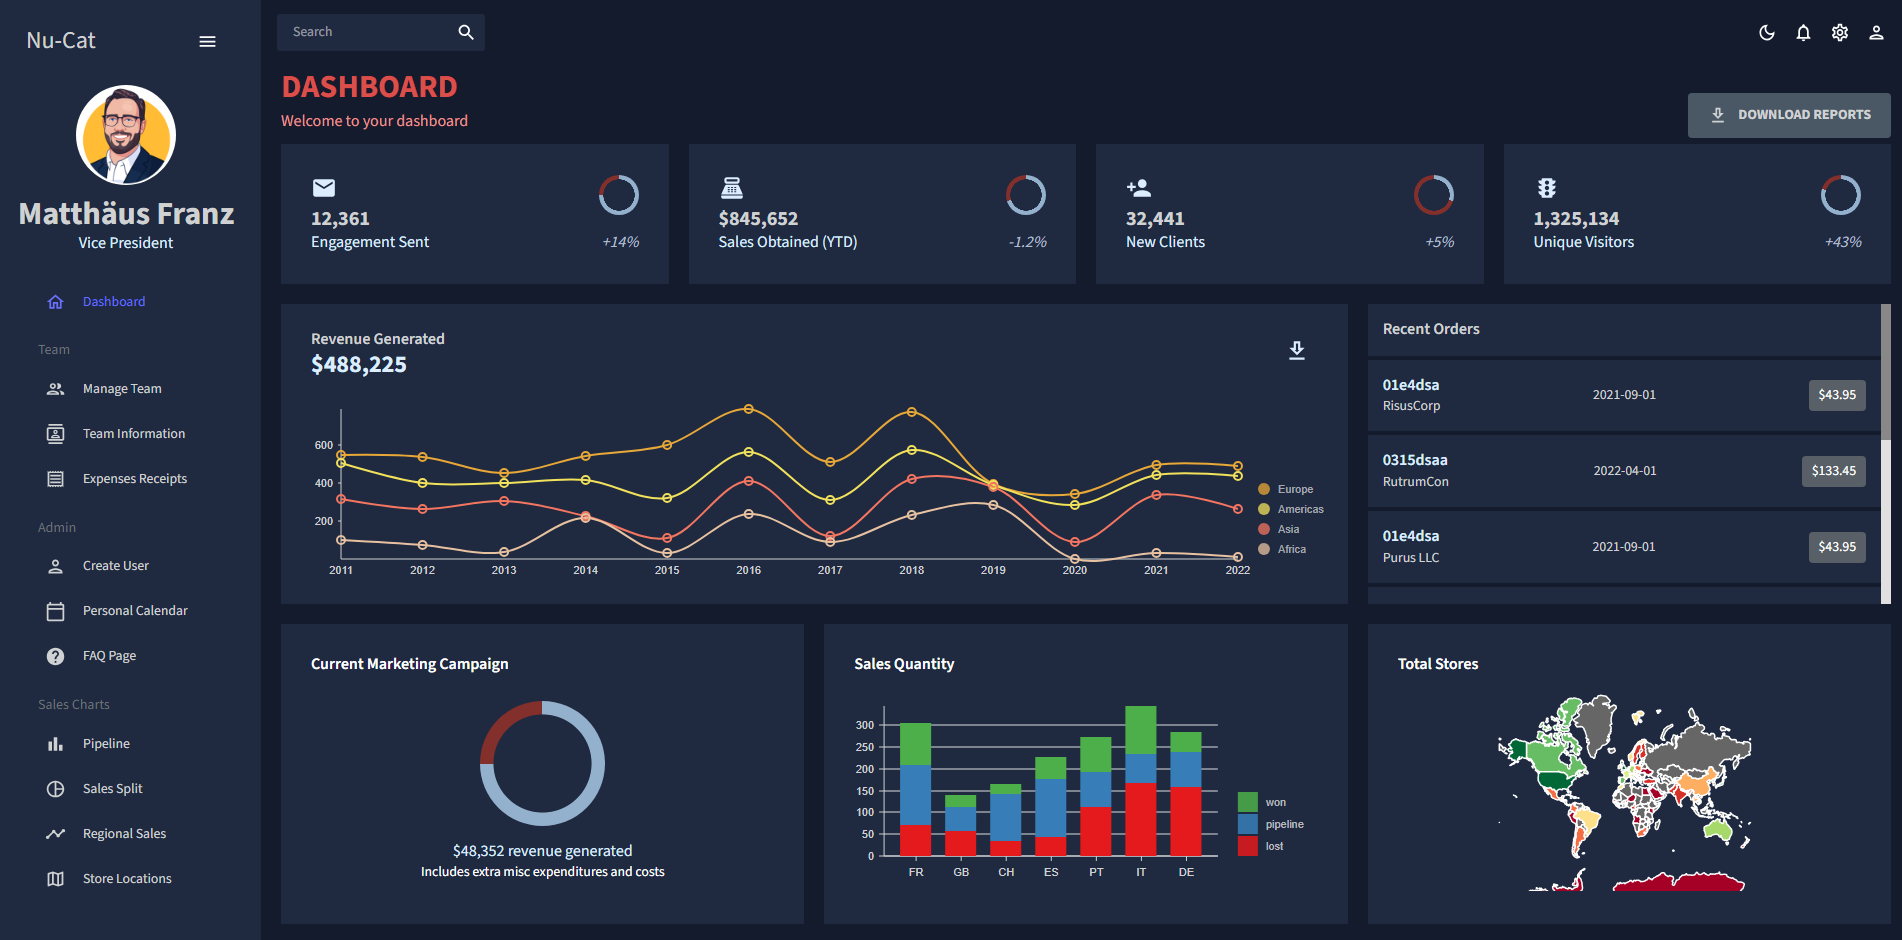 Nu-Cat
Matthäus Franz
Vice President
Dashboard
Team
Manage Team
Team Information
Expenses Receipts
Admin
Create User
Personal Calendar
FAQ Page
Sales Charts
Pipeline
Sales Split
Regional Sales
Store Locations
Search
DASHBOARD
Welcome to your dashboard
DOWNLOAD REPORTS
12,361
Engagement Sent
+14%
$845,652
Sales Obtained (YTD)
-1.2%
32,441
New Clients
+5%
1,325,134
Unique Visitors
+43%
Revenue Generated
$488,225
600
400
200
2011 2012 2013 2014 2015 2016 2017 2018 2019 2020 2021 2022
Europe
Americas
Asia
Africa
Recent Orders
01e4dsa
RisusCorp
2021-09-01
$43.95
0315dsaa
RutrumCon
2022-04-01
$133.45
01e4dsa
Purus LLC
2021-09-01
$43.95
Current Marketing Campaign
$48,352 revenue generated
Includes extra misc expenditures and costs
Sales Quantity
300
250
200
150
100
50
0
FR GB CH ES PT IT DE
won
pipeline
lost
Total Stores